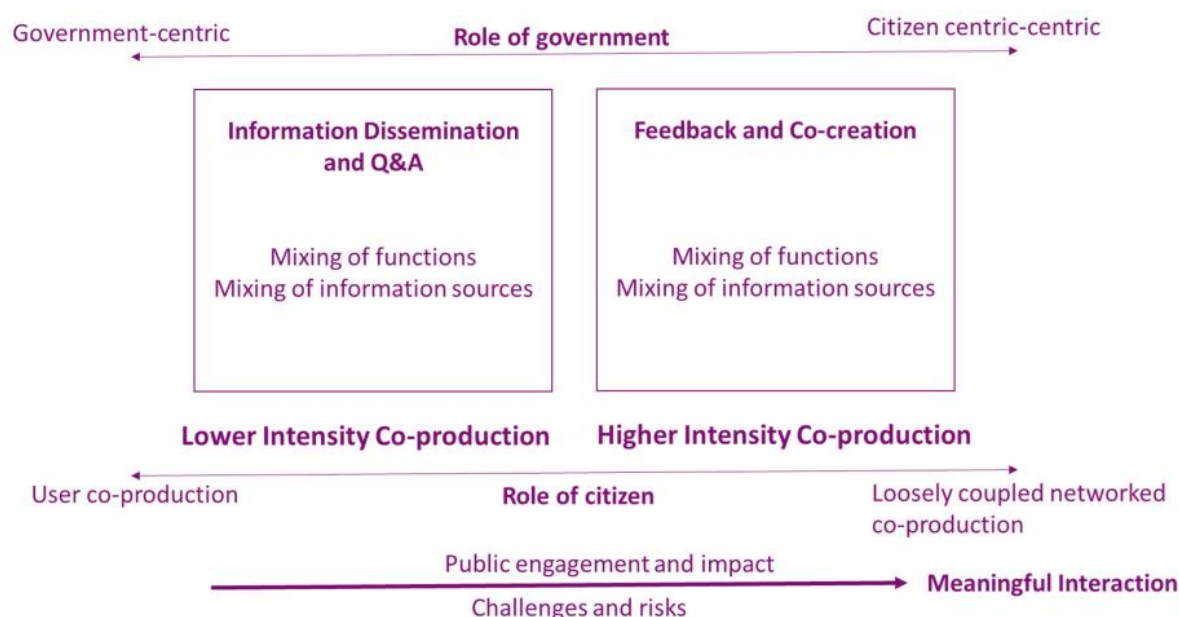 Government-centric
Role of government
Citizen centric-centric
Information Dissemination
and Q&A
Mixing of functions
Mixing of information sources
Feedback and Co-creation
Mixing of functions
Mixing of information sources
Lower Intensity Co-production
Higher Intensity Co-production
User co-production
Role of citizen
Loosely coupled networked
co-production
Public engagement and impact
Challenges and risks
Meaningful Interaction